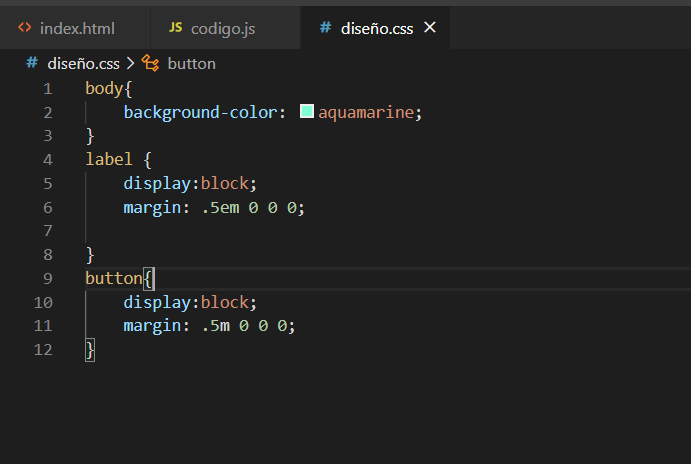 index.html JS codigo.js # diseño.css ×
# diseño.css > button
1 body{
2 background-color: aquamarine;
3 }
4 label {
5 display:block;
6 margin: .5em 0 0 0;
7
8 }
9 button{
10 display:block;
11 margin: .5m 0 0 0;
12 }